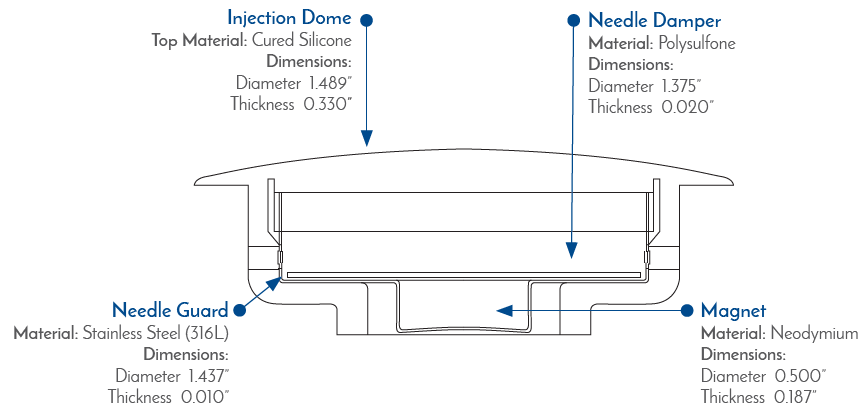 Injection Dome
Top Material: Cured Silicone
Dimensions:
Diameter 1.489”
Thickness 0.330”
Needle Damper
Material: Polysulfone
Dimensions:
Diameter 1.375”
Thickness 0.020”
Needle Guard
Material: Stainless Steel (316L)
Dimensions:
Diameter 1.437”
Thickness 0.010”
Magnet
Material: Neodymium
Dimensions:
Diameter 0.500”
Thickness 0.187”